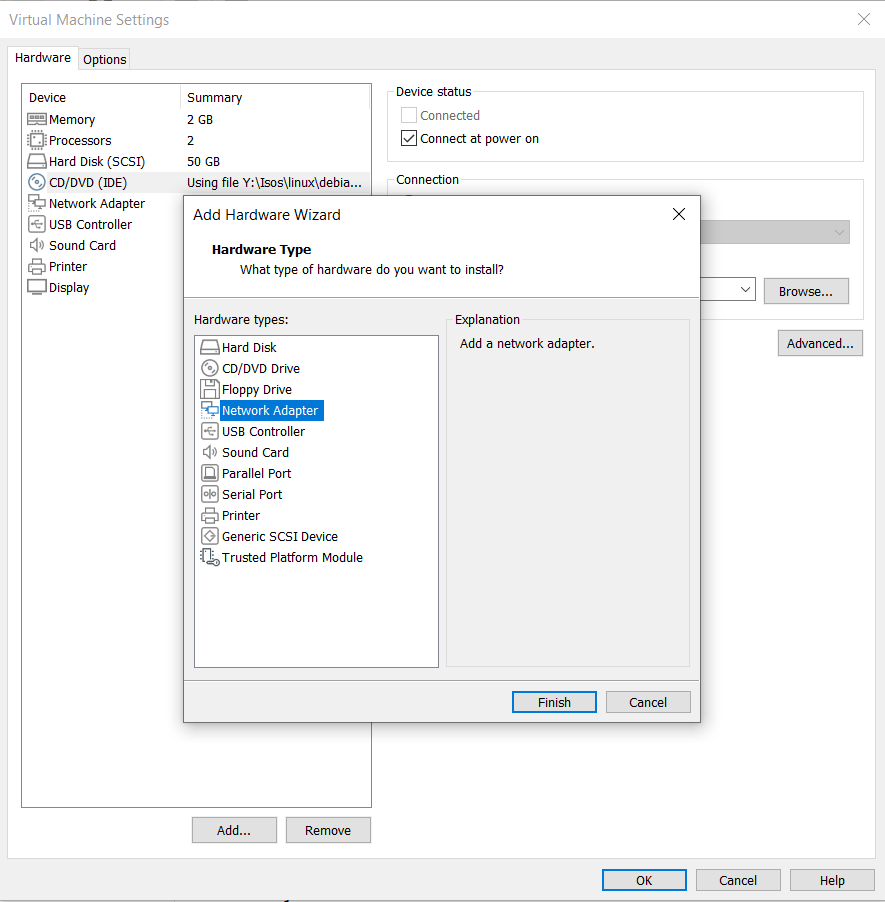 Virtual Machine Settings
Hardware
Options
Device Summary
Memory 2 GB
Processors 2
Hard Disk (SCSI) 50 GB
CD/DVD (IDE) Using file Y:\Isos\linux\debia...
Network Adapter
USB Controller
Sound Card
Printer
Display
Add...
Remove
Device status
Connected
Connect at power on
Connection
Browse...
Advanced...
Add Hardware Wizard
Hardware Type
What type of hardware do you want to install?
Hardware types:
Hard Disk
CD/DVD Drive
Floppy Drive
Network Adapter
USB Controller
Sound Card
Parallel Port
Serial Port
Printer
Generic SCSI Device
Trusted Platform Module
Explanation
Add a network adapter.
Finish
Cancel
OK
Cancel
Help